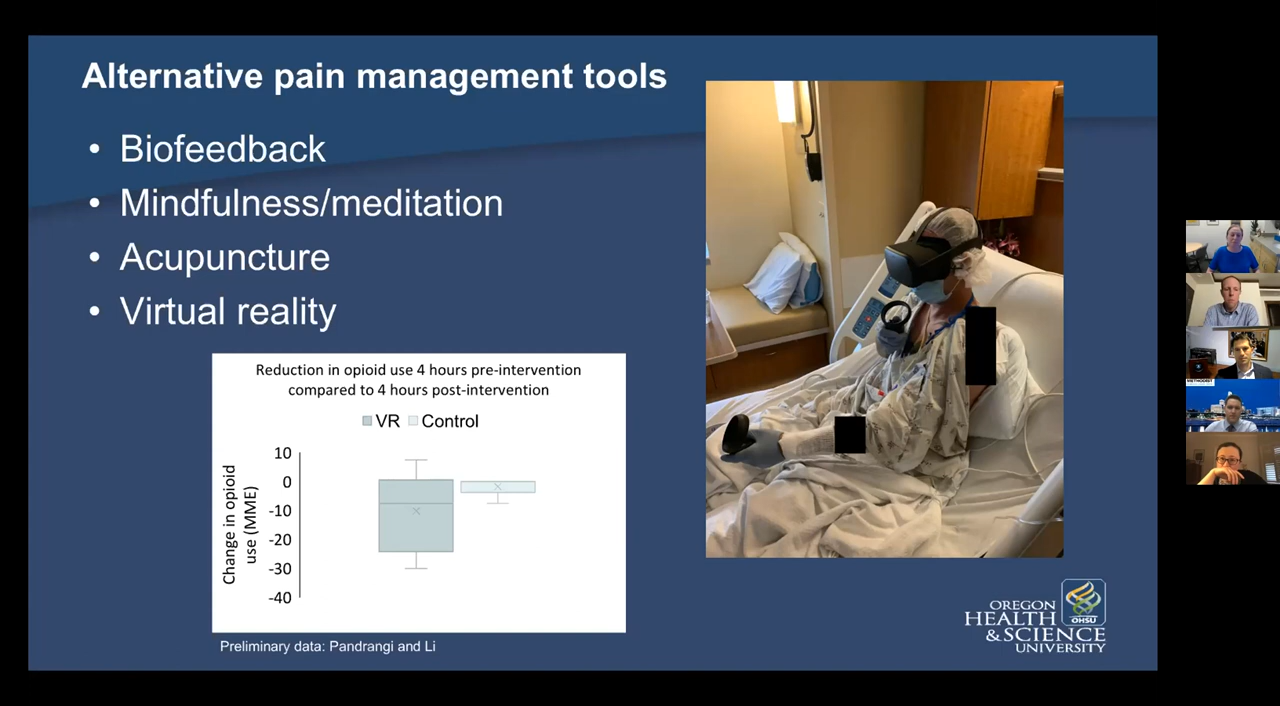 Alternative pain management tools
• Biofeedback
• Mindfulness/meditation
• Acupuncture
• Virtual reality
Reduction in opioid use 4 hours pre-intervention
compared to 4 hours post-intervention
VR Control
Change in opioid
use (MME)
10
0
-10
-20
-30
-40
Preliminary data: Pandrangi and Li
OREGON
HEALTH
&SCIENCE
UNIVERSITY
OHSU
METHODIST